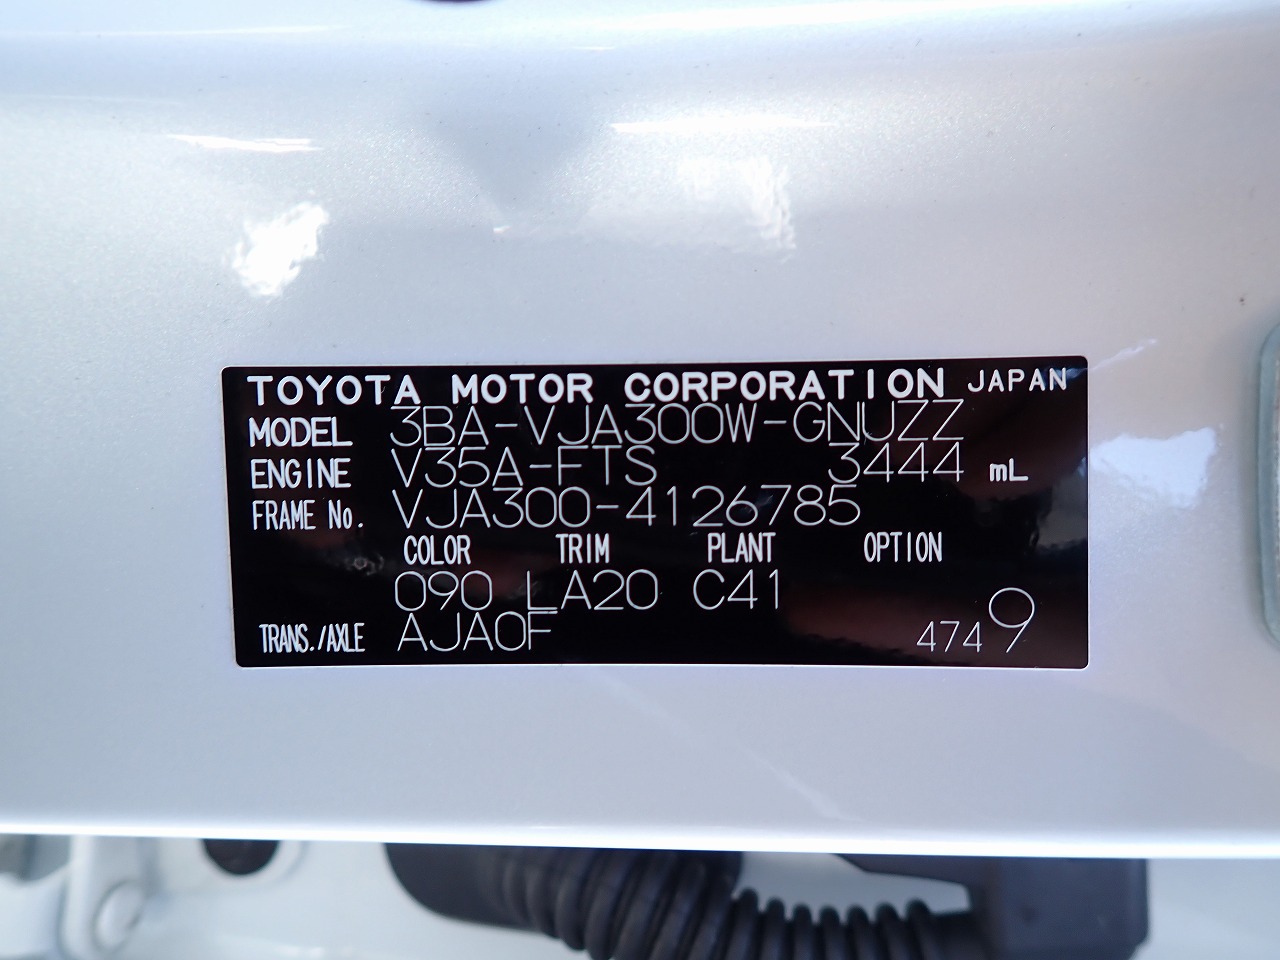 TOYOTA MOTOR CORPORATION JAPAN
MODEL 3BA-VJA300W-GNUZZ
ENGINE V35A-FTS 3444 mL
FRAME No. VJA300-4126785
COLOR TRIM PLANT OPTION
090 LA20 C41
TRANS./AXLE AJA0F 4749